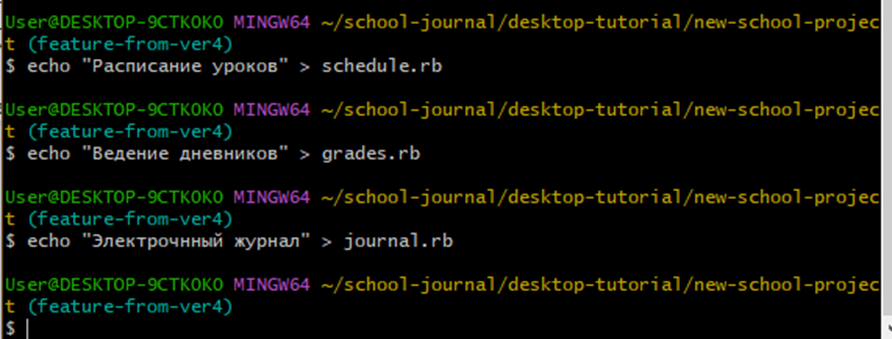 User@DESKTOP-9CTKOKO MINGW64 ~/school-journal/desktop-tutorial/new-school-projec
t (feature-from-ver4)
$ echo "Расписание уроков" > schedule.rb
User@DESKTOP-9CTKOKO MINGW64 ~/school-journal/desktop-tutorial/new-school-projec
t (feature-from-ver4)
$ echo "Ведение дневников" > grades.rb
User@DESKTOP-9CTKOKO MINGW64 ~/school-journal/desktop-tutorial/new-school-projec
t (feature-from-ver4)
$ echo "Электрочнный журнал" > journal.rb
User@DESKTOP-9CTKOKO MINGW64 ~/school-journal/desktop-tutorial/new-school-projec
t (feature-from-ver4)
$